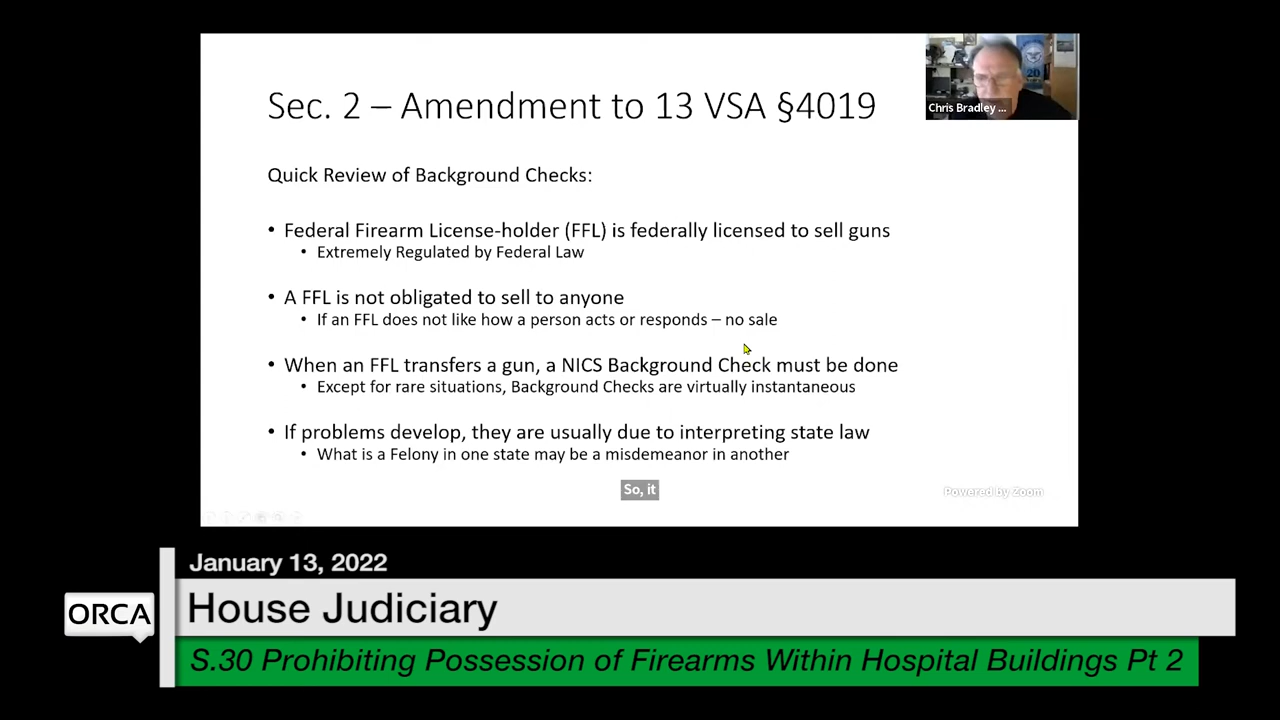 Sec. 2 – Amendment to 13 VSA §4019
Chris Bradley ...
Quick Review of Background Checks:
• Federal Firearm License-holder (FFL) is federally licensed to sell guns
• Extremely Regulated by Federal Law
• A FFL is not obligated to sell to anyone
• If an FFL does not like how a person acts or responds – no sale
• When an FFL transfers a gun, a NICS Background Check must be done
• Except for rare situations, Background Checks are virtually instantaneous
• If problems develop, they are usually due to interpreting state law
• What is a Felony in one state may be a misdemeanor in another
So, it
Powered by Zoom
January 13, 2022
ORCA
House Judiciary
S.30 Prohibiting Possession of Firearms Within Hospital Buildings Pt 2